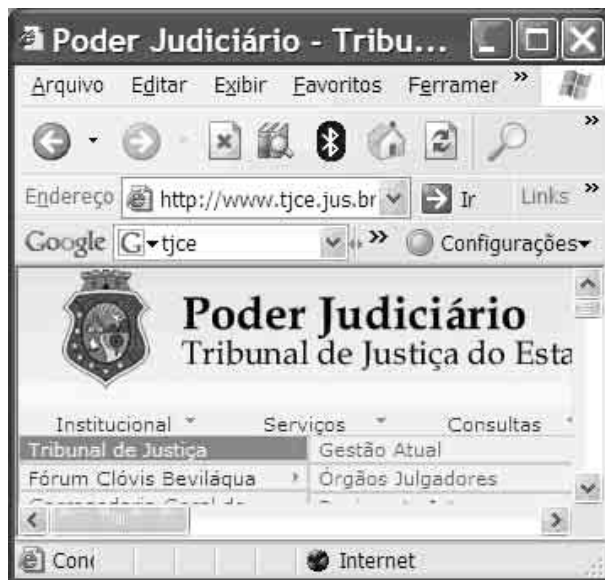 Poder Judiciário - Tribu...
Arquivo Editar Exibir Favoritos Ferramer »
»
Endereço http://www.tjce.jus.br Ir Links »
Google G tjce » Configurações
Poder Judiciário
Tribunal de Justiça do Esta
Institucional Serviços Consultas
Tribunal de Justiça Gestão Atual
Fórum Clóvis Beviláqua Órgãos Julgadores
Internet